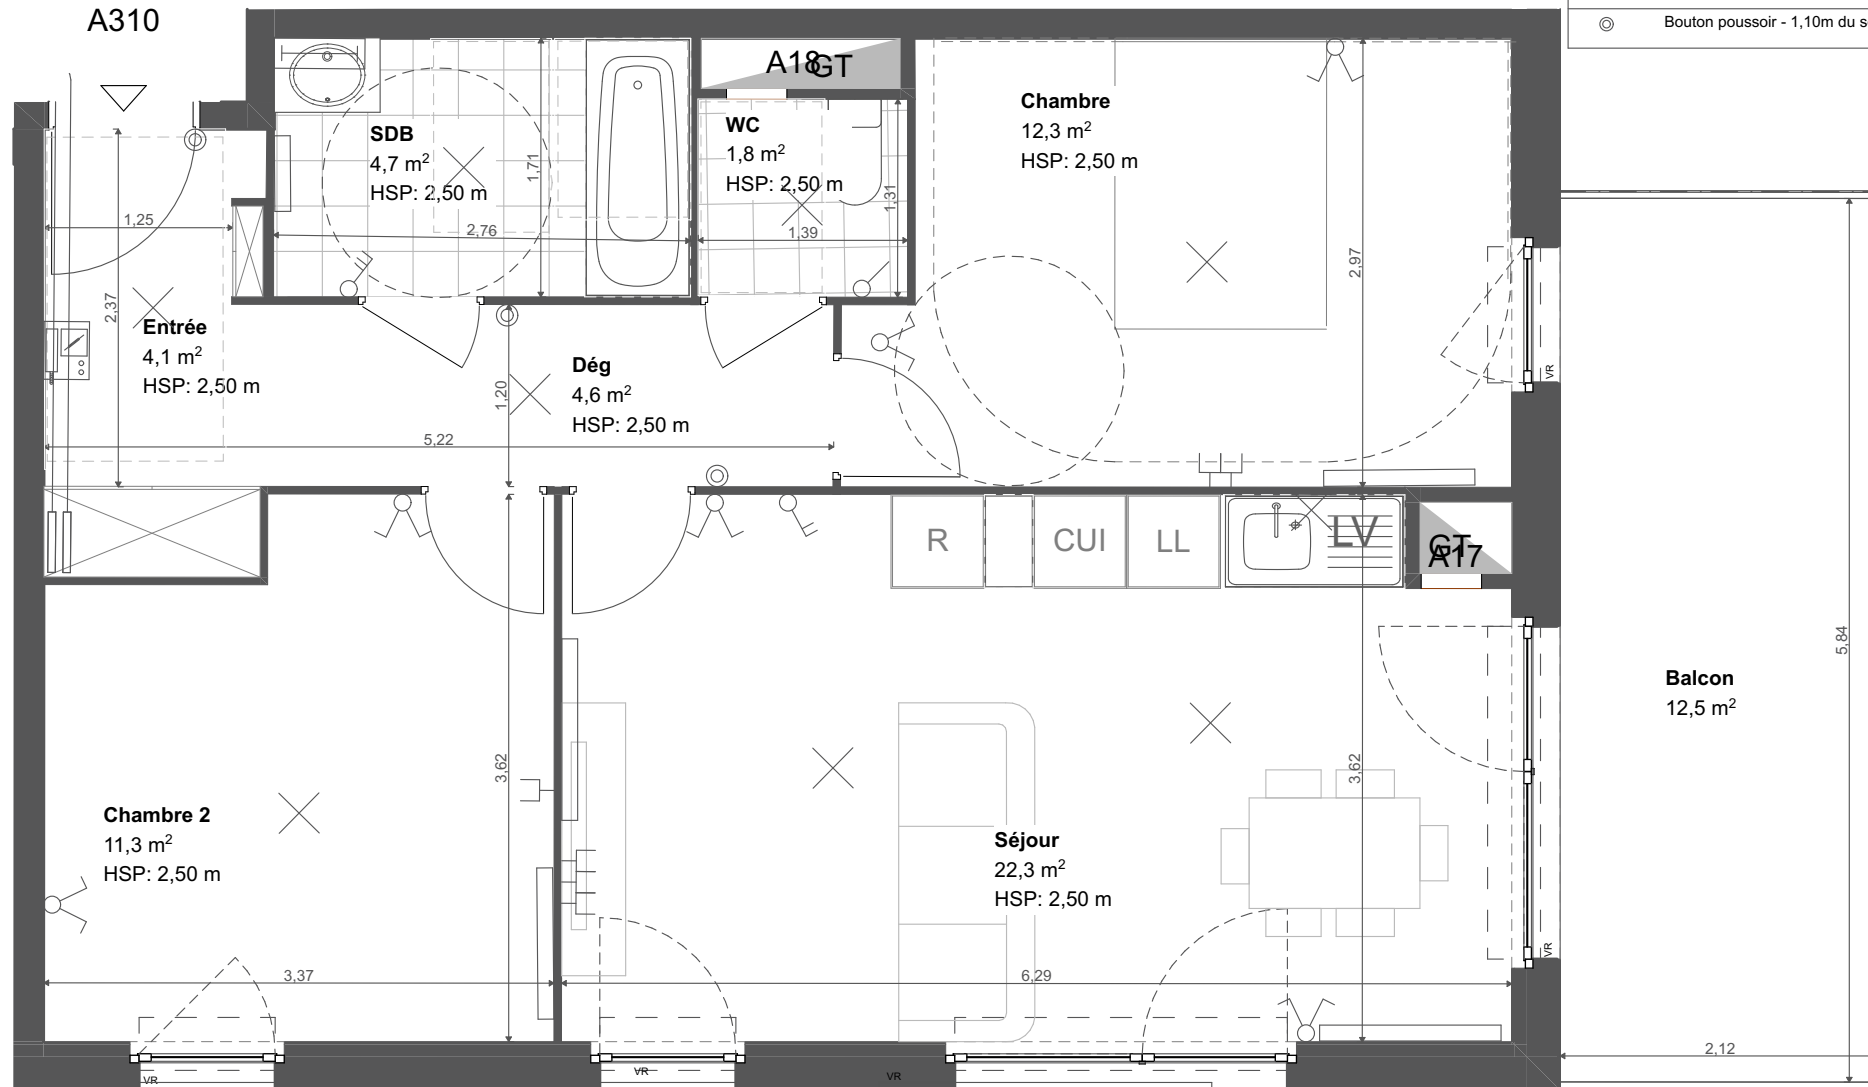 A310
Bouton poussoir - 1,10m du s
A18
GT
SDB
4,7 m²
HSP: 2,50 m
1,71
2,76
WC
1,8 m²
HSP: 2,50 m
1,31
1,39
Chambre
12,3 m²
HSP: 2,50 m
2,97
VR
1,25
2,37
Entrée
4,1 m²
HSP: 2,50 m
Dég
4,6 m²
HSP: 2,50 m
1,20
5,22
R
CUI
LL
LV
GT
A17
Balcon
12,5 m²
5,84
2,12
Chambre 2
11,3 m²
HSP: 2,50 m
3,62
3,37
Séjour
22,3 m²
HSP: 2,50 m
3,62
6,29
VR
VR
VR
VR